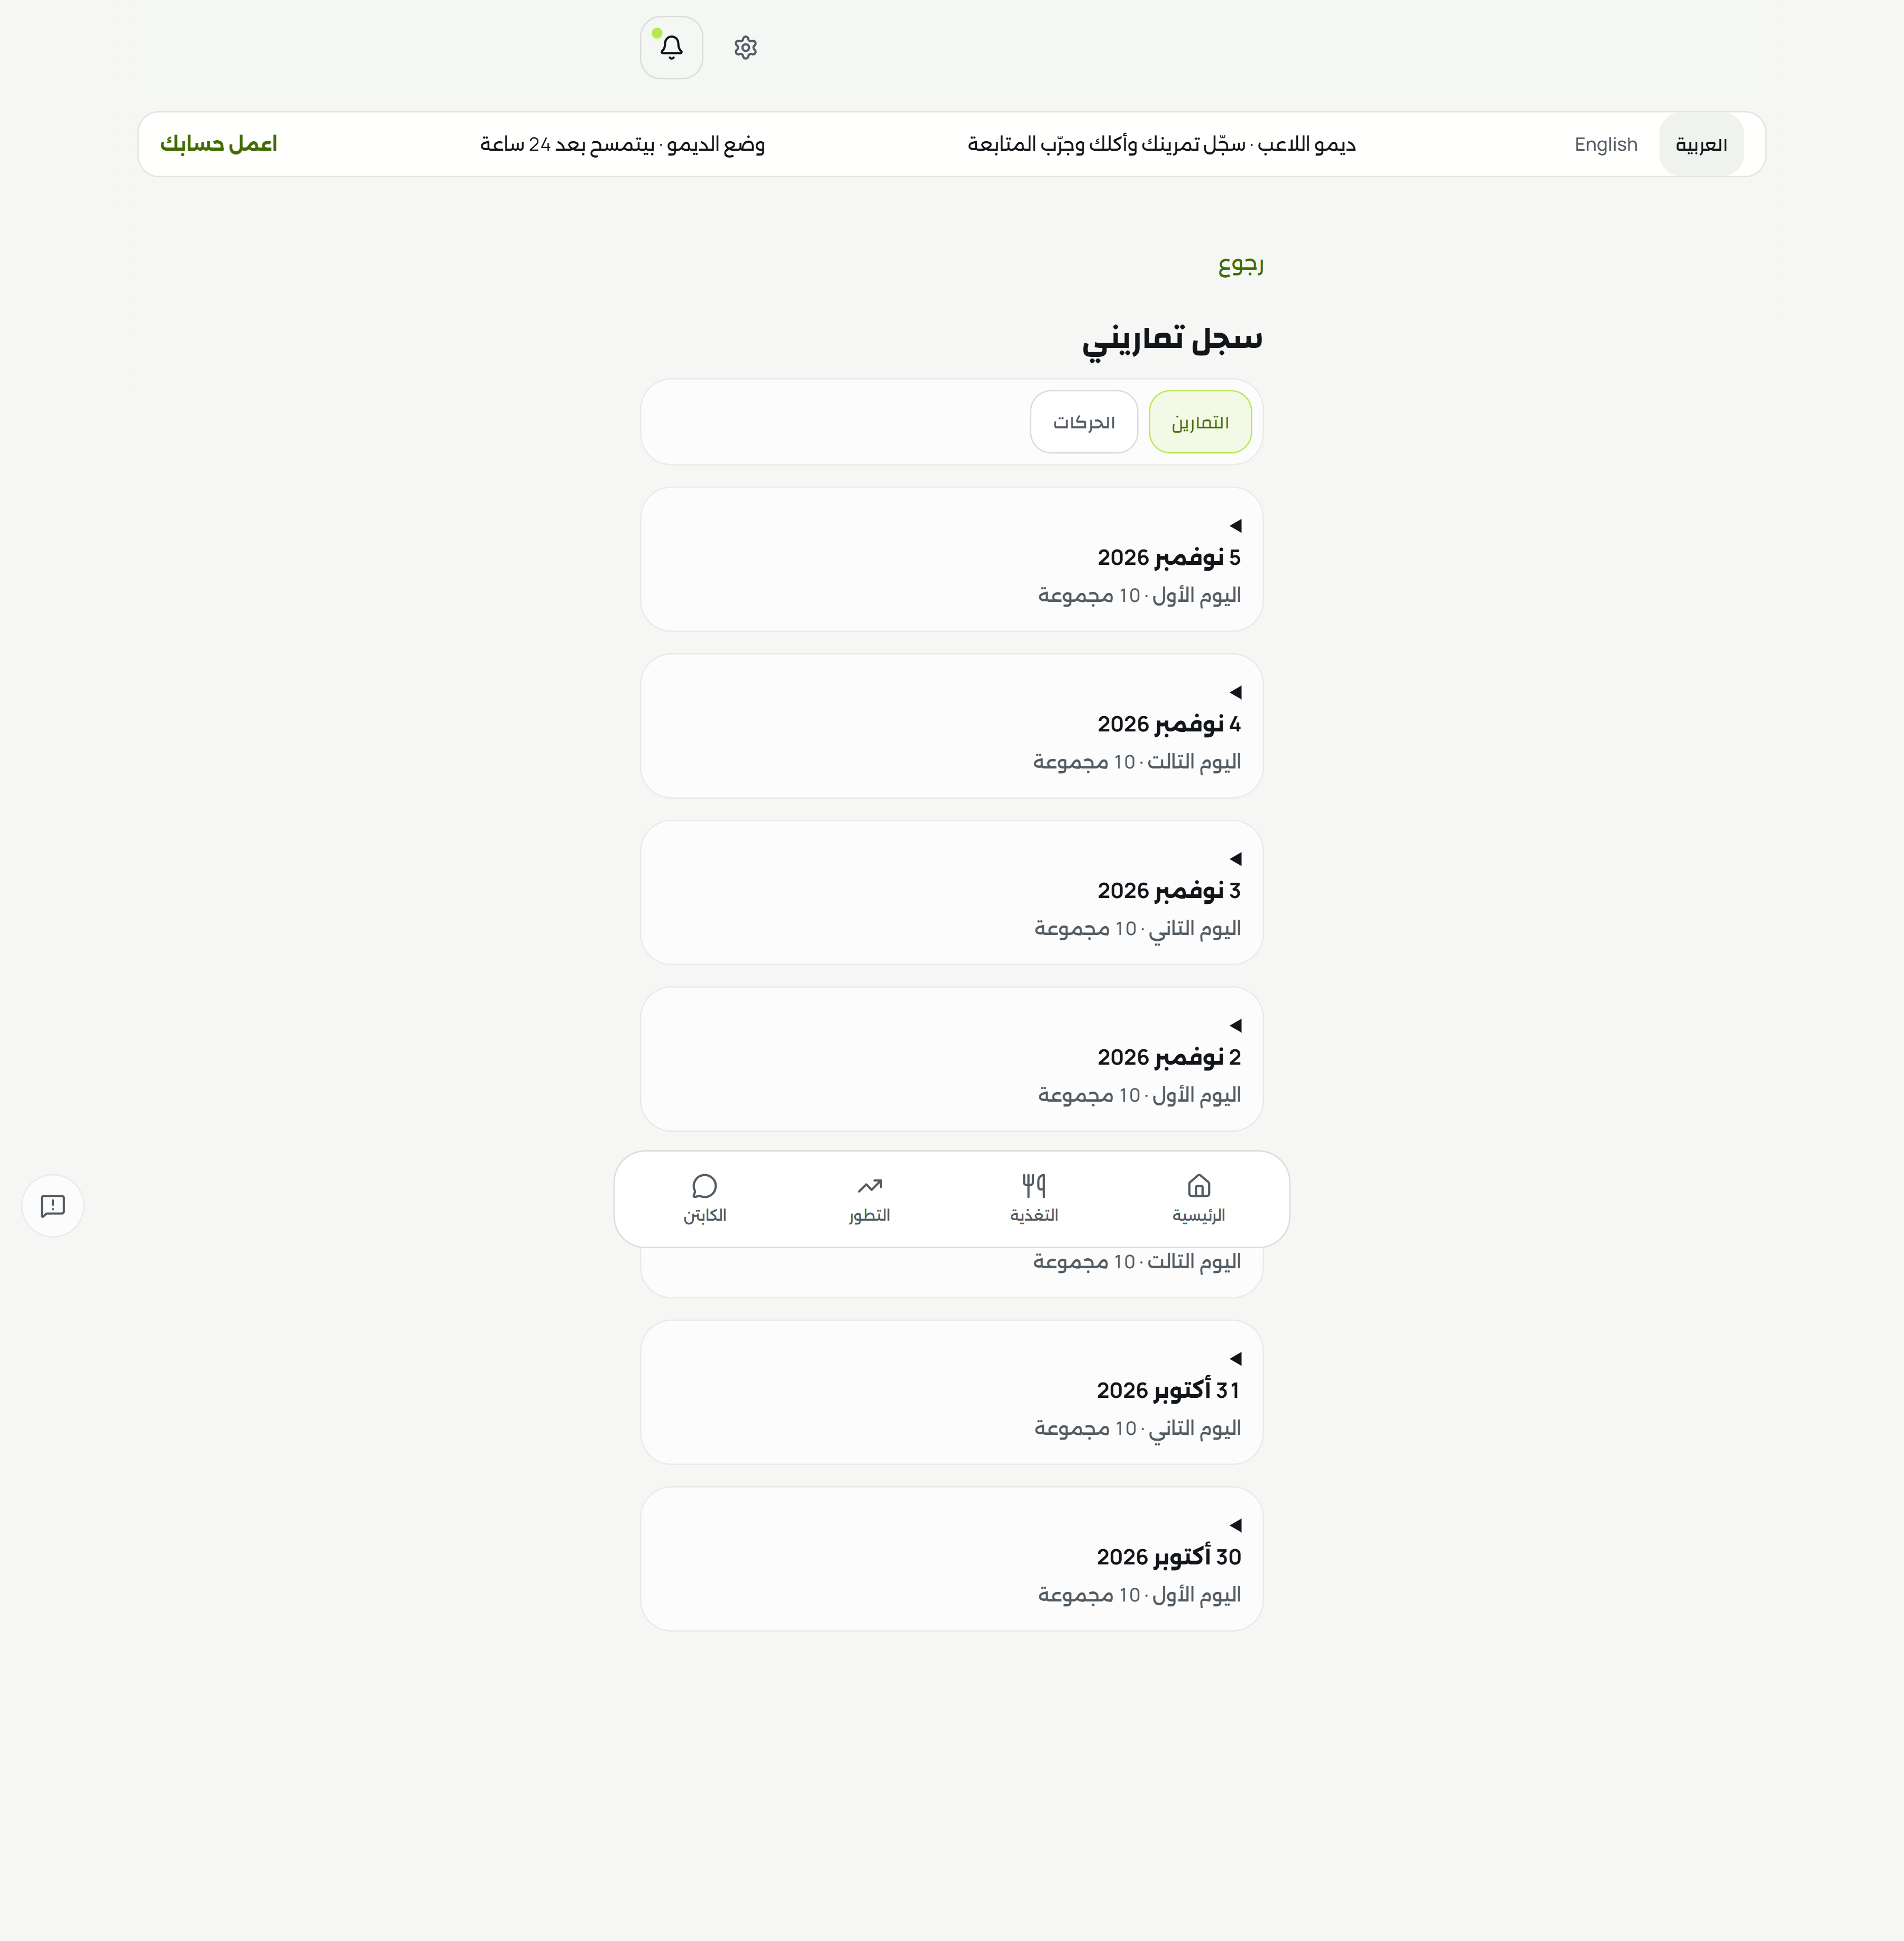 العربية
English
ديمو اللاعب · سجّل تمرينك وأكلك وجرّب المتابعة
وضع الديمو · بيتمسح بعد 24 ساعة
اعمل حسابك
رجوع
سجل تماريني
التمارين
الحركات
5 نوفمبر 2026
اليوم الأول · 10 مجموعة
4 نوفمبر 2026
اليوم التالت · 10 مجموعة
3 نوفمبر 2026
اليوم التاني · 10 مجموعة
2 نوفمبر 2026
اليوم الأول · 10 مجموعة
الرئيسية
التغذية
التطور
الكابتن
اليوم التالت · 10 مجموعة
31 أكتوبر 2026
اليوم التاني · 10 مجموعة
30 أكتوبر 2026
اليوم الأول · 10 مجموعة